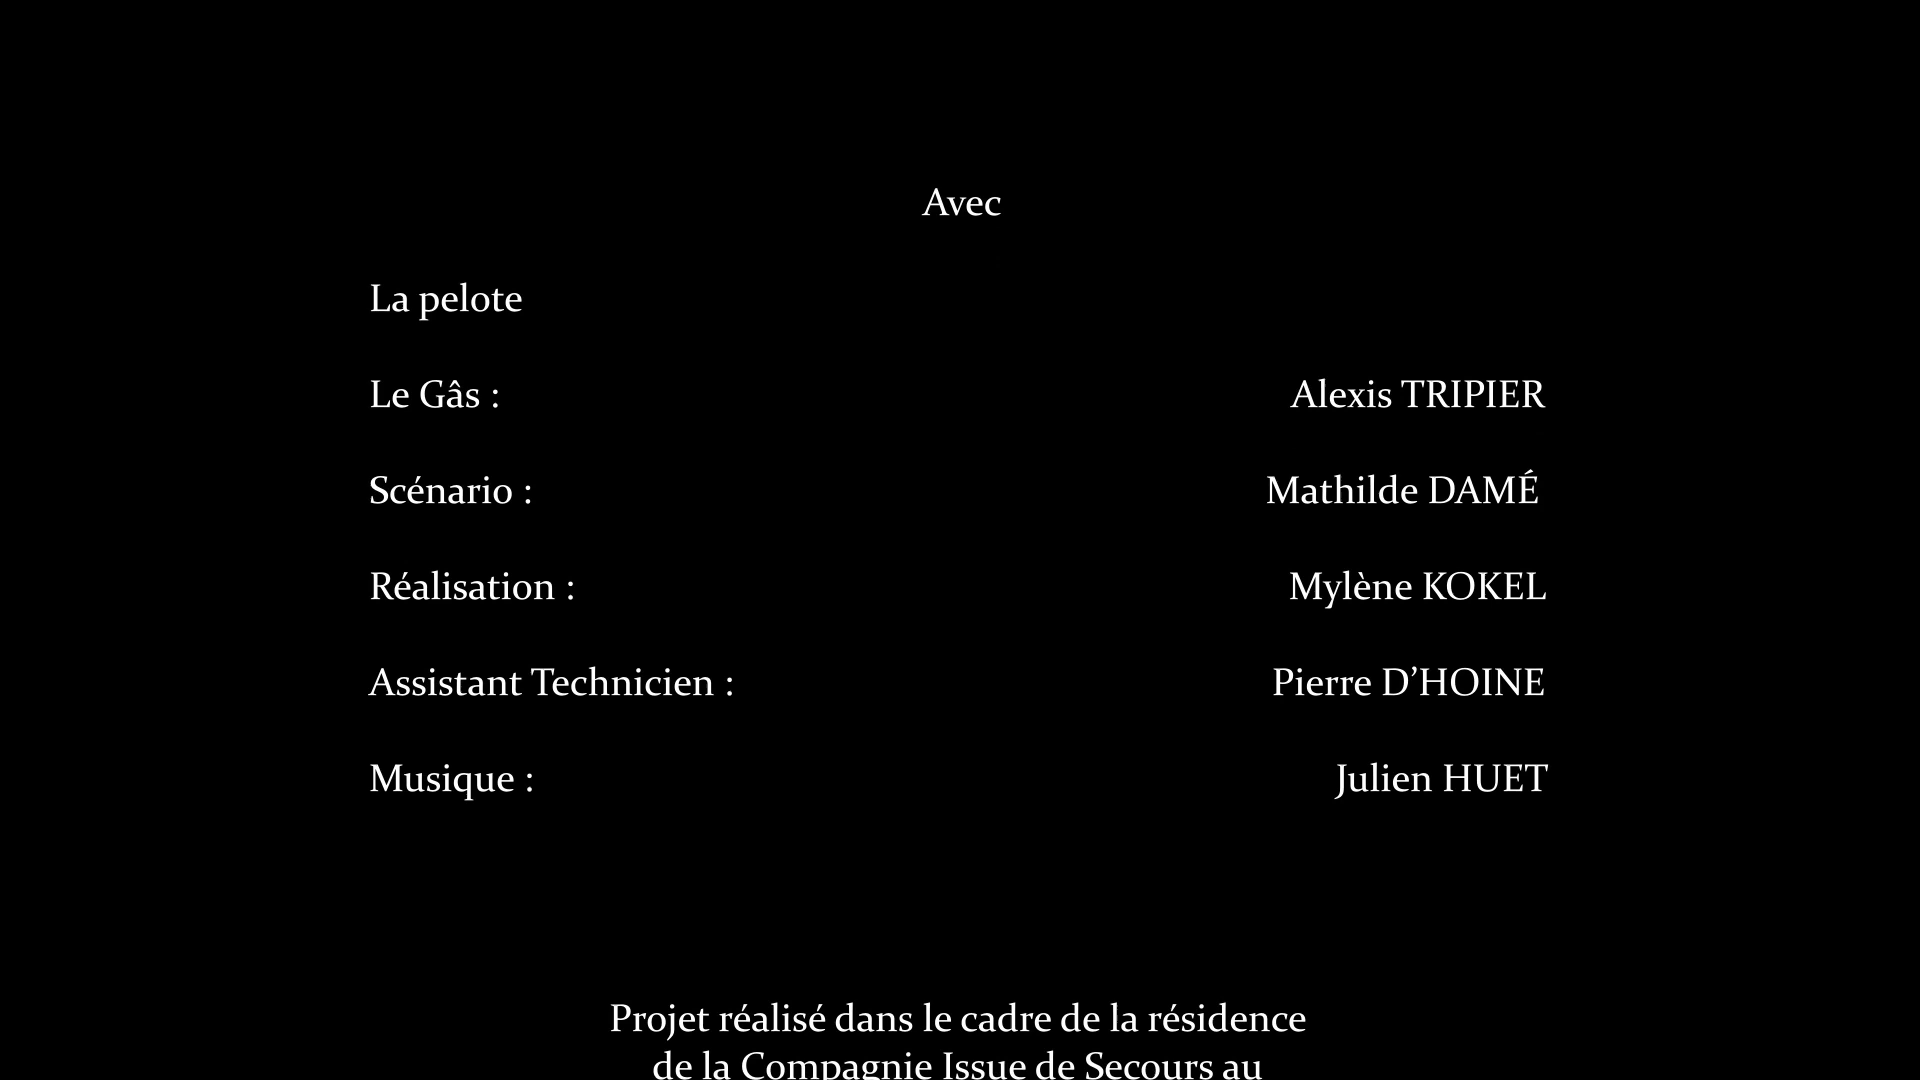 Avec
La pelote
Le Gâs : Alexis TRIPIER
Scénario : Mathilde DAMÉ
Réalisation : Mylène KOKEL
Assistant Technicien : Pierre D’HOINE
Musique : Julien HUET
Projet réalisé dans le cadre de la résidence
de la Compagnie Issue de Secours au